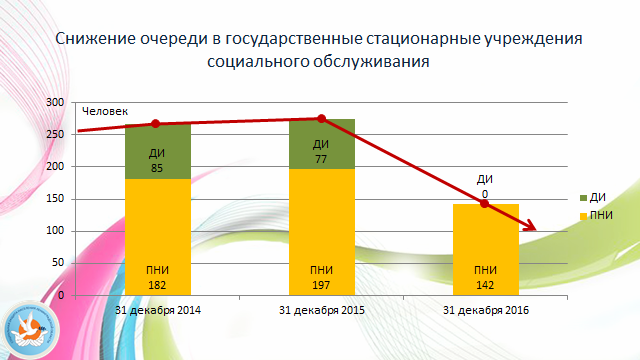 Снижение очереди в государственные стационарные учреждения
социального обслуживания
Человек
300
250
200
150
100
50
0
ДИ
85
ПНИ
182
ДИ
77
ПНИ
197
ДИ
0
ПНИ
142
31 декабря 2014
31 декабря 2015
31 декабря 2016
ДИ
ПНИ